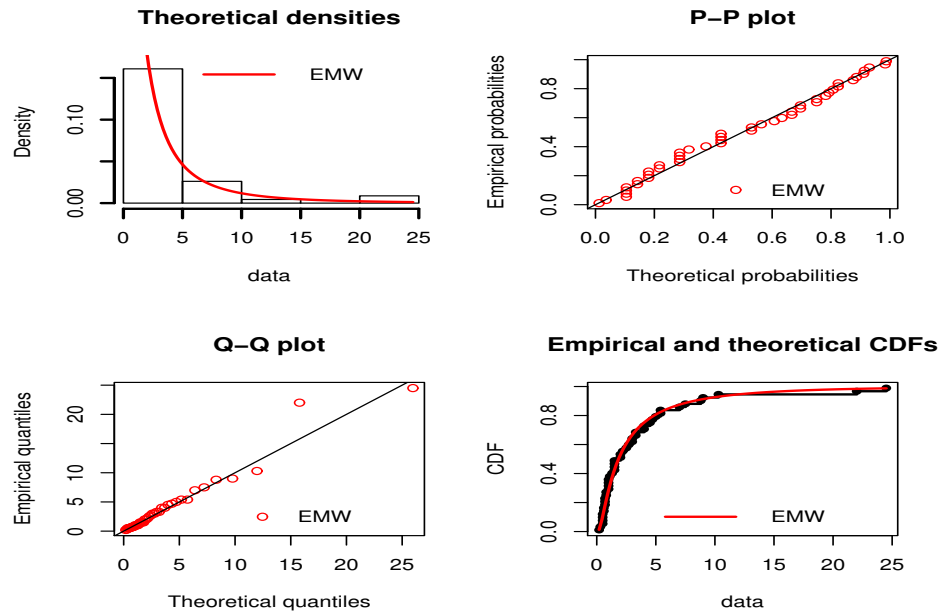 Theoretical densities
Density
0.00
0.10
EMW
0 5 10 15 20 25
data
P−P plot
Empirical probabilities
0.0
0.4
0.8
EMW
0.0 0.2 0.4 0.6 0.8 1.0
Theoretical probabilities
Q−Q plot
Empirical quantiles
0
5
10
20
EMW
0 5 10 15 20 25
Theoretical quantiles
Empirical and theoretical CDFs
CDF
0.0
0.4
0.8
EMW
0 5 10 15 20 25
data